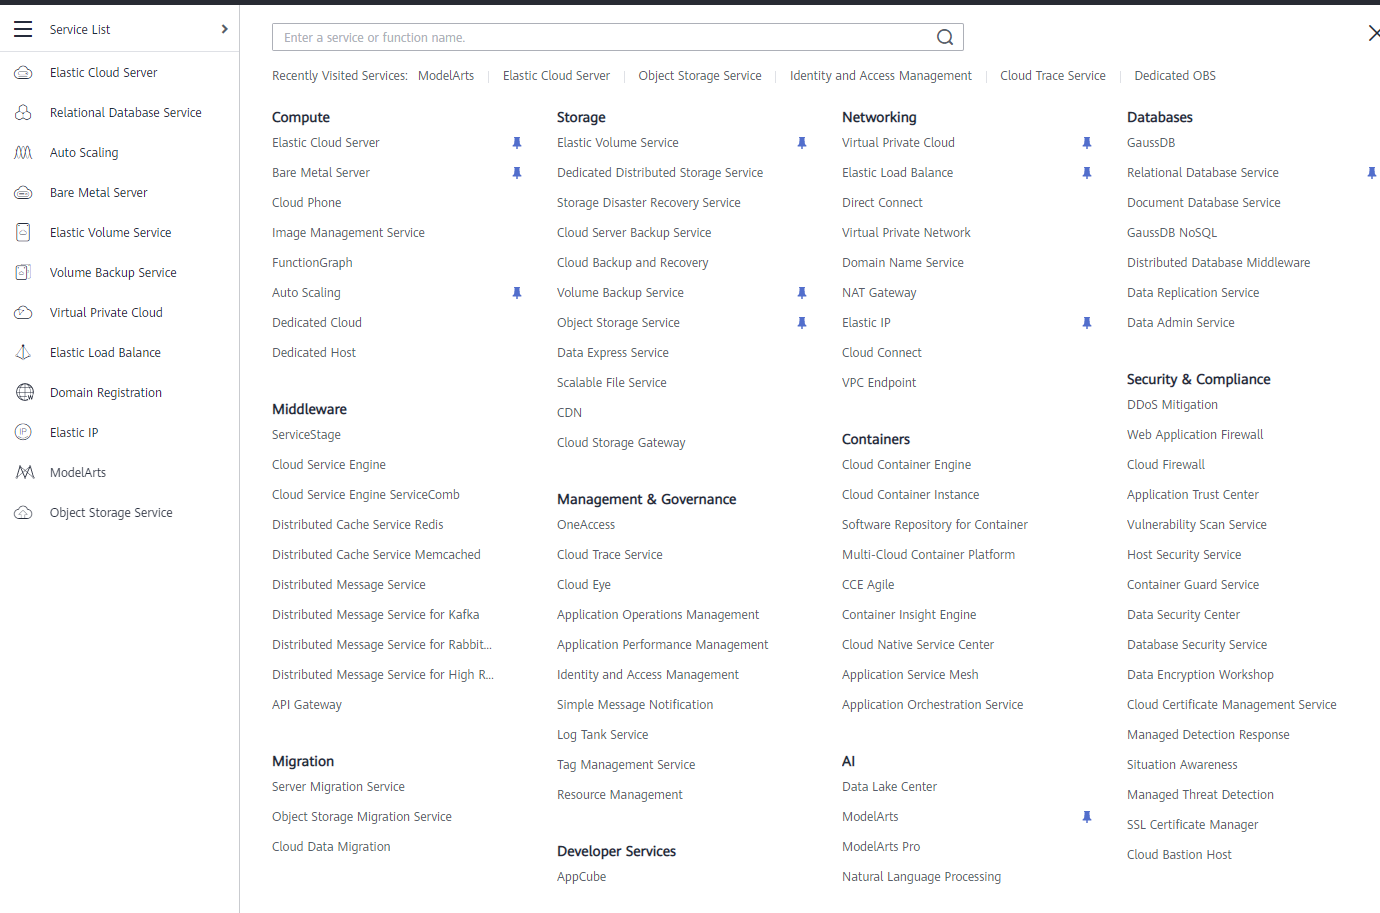 Service List
Elastic Cloud Server
Relational Database Service
Auto Scaling
Bare Metal Server
Elastic Volume Service
Volume Backup Service
Virtual Private Cloud
Elastic Load Balance
Domain Registration
IP Elastic IP
ModelArts
Object Storage Service
Enter a service or function name.
Recently Visited Services: ModelArts Elastic Cloud Server Object Storage Service Identity and Access Management Cloud Trace Service Dedicated OBS
Compute
Elastic Cloud Server
Bare Metal Server
Cloud Phone
Image Management Service
FunctionGraph
Auto Scaling
Dedicated Cloud
Dedicated Host
Middleware
ServiceStage
Cloud Service Engine
Cloud Service Engine ServiceComb
Distributed Cache Service Redis
Distributed Cache Service Memcached
Distributed Message Service
Distributed Message Service for Kafka
Distributed Message Service for Rabbit...
Distributed Message Service for High R...
API Gateway
Migration
Server Migration Service
Object Storage Migration Service
Cloud Data Migration
Storage
Elastic Volume Service
Dedicated Distributed Storage Service
Storage Disaster Recovery Service
Cloud Server Backup Service
Cloud Backup and Recovery
Volume Backup Service
Object Storage Service
Data Express Service
Scalable File Service
CDN
Cloud Storage Gateway
Management & Governance
OneAccess
Cloud Trace Service
Cloud Eye
Application Operations Management
Application Performance Management
Identity and Access Management
Simple Message Notification
Log Tank Service
Tag Management Service
Resource Management
Developer Services
AppCube
Networking
Virtual Private Cloud
Elastic Load Balance
Direct Connect
Virtual Private Network
Domain Name Service
NAT Gateway
Elastic IP
Cloud Connect
VPC Endpoint
Containers
Cloud Container Engine
Cloud Container Instance
Software Repository for Container
Multi-Cloud Container Platform
CCE Agile
Container Insight Engine
Cloud Native Service Center
Application Service Mesh
Application Orchestration Service
AI
Data Lake Center
ModelArts
ModelArts Pro
Natural Language Processing
Databases
GaussDB
Relational Database Service
Document Database Service
GaussDB NoSQL
Distributed Database Middleware
Data Replication Service
Data Admin Service
Security & Compliance
DDoS Mitigation
Web Application Firewall
Cloud Firewall
Application Trust Center
Vulnerability Scan Service
Host Security Service
Container Guard Service
Data Security Center
Database Security Service
Data Encryption Workshop
Cloud Certificate Management Service
Managed Detection Response
Situation Awareness
Managed Threat Detection
SSL Certificate Manager
Cloud Bastion Host